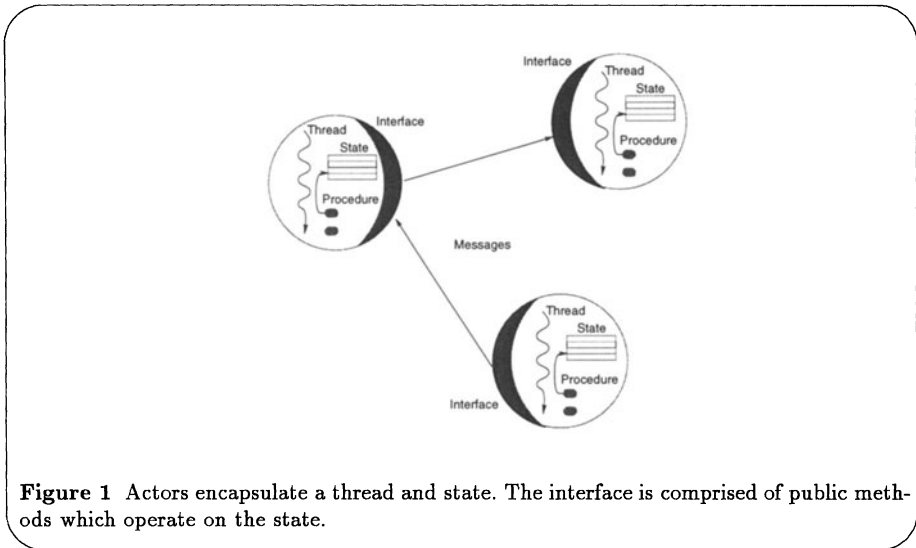 Interface
Thread
State
Procedure
Thread
Interface
State
Procedure
Messages
Thread
State
Procedure
Interface
Figure 1 Actors encapsulate a thread and state. The interface is comprised of public meth-
ods which operate on the state.